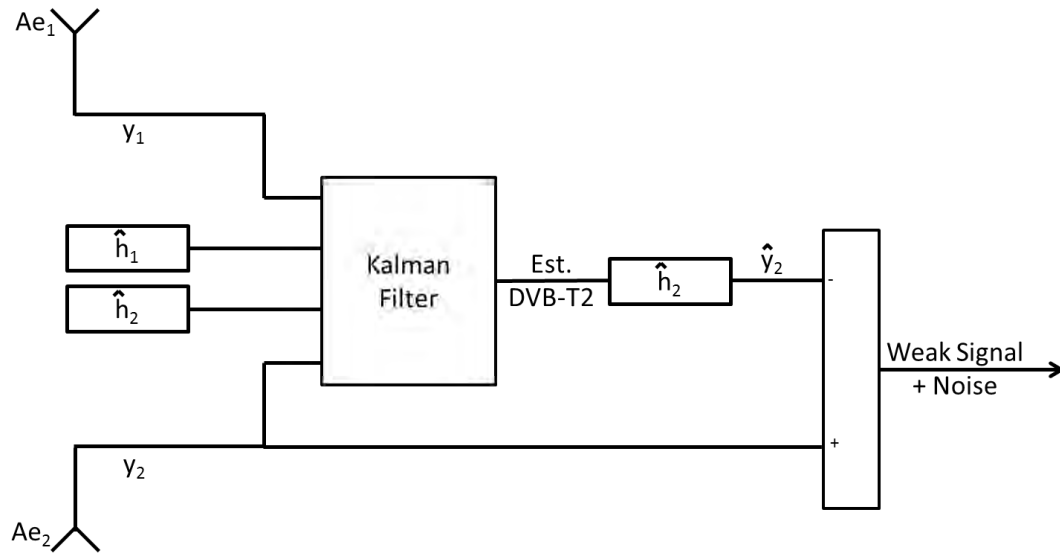 Ae₁
y₁
ĥ₁
ĥ₂
Kalman
Filter
Est.
DVB-T2
ĥ₂
ŷ₂
-
+
Weak Signal
+ Noise
y₂
Ae₂